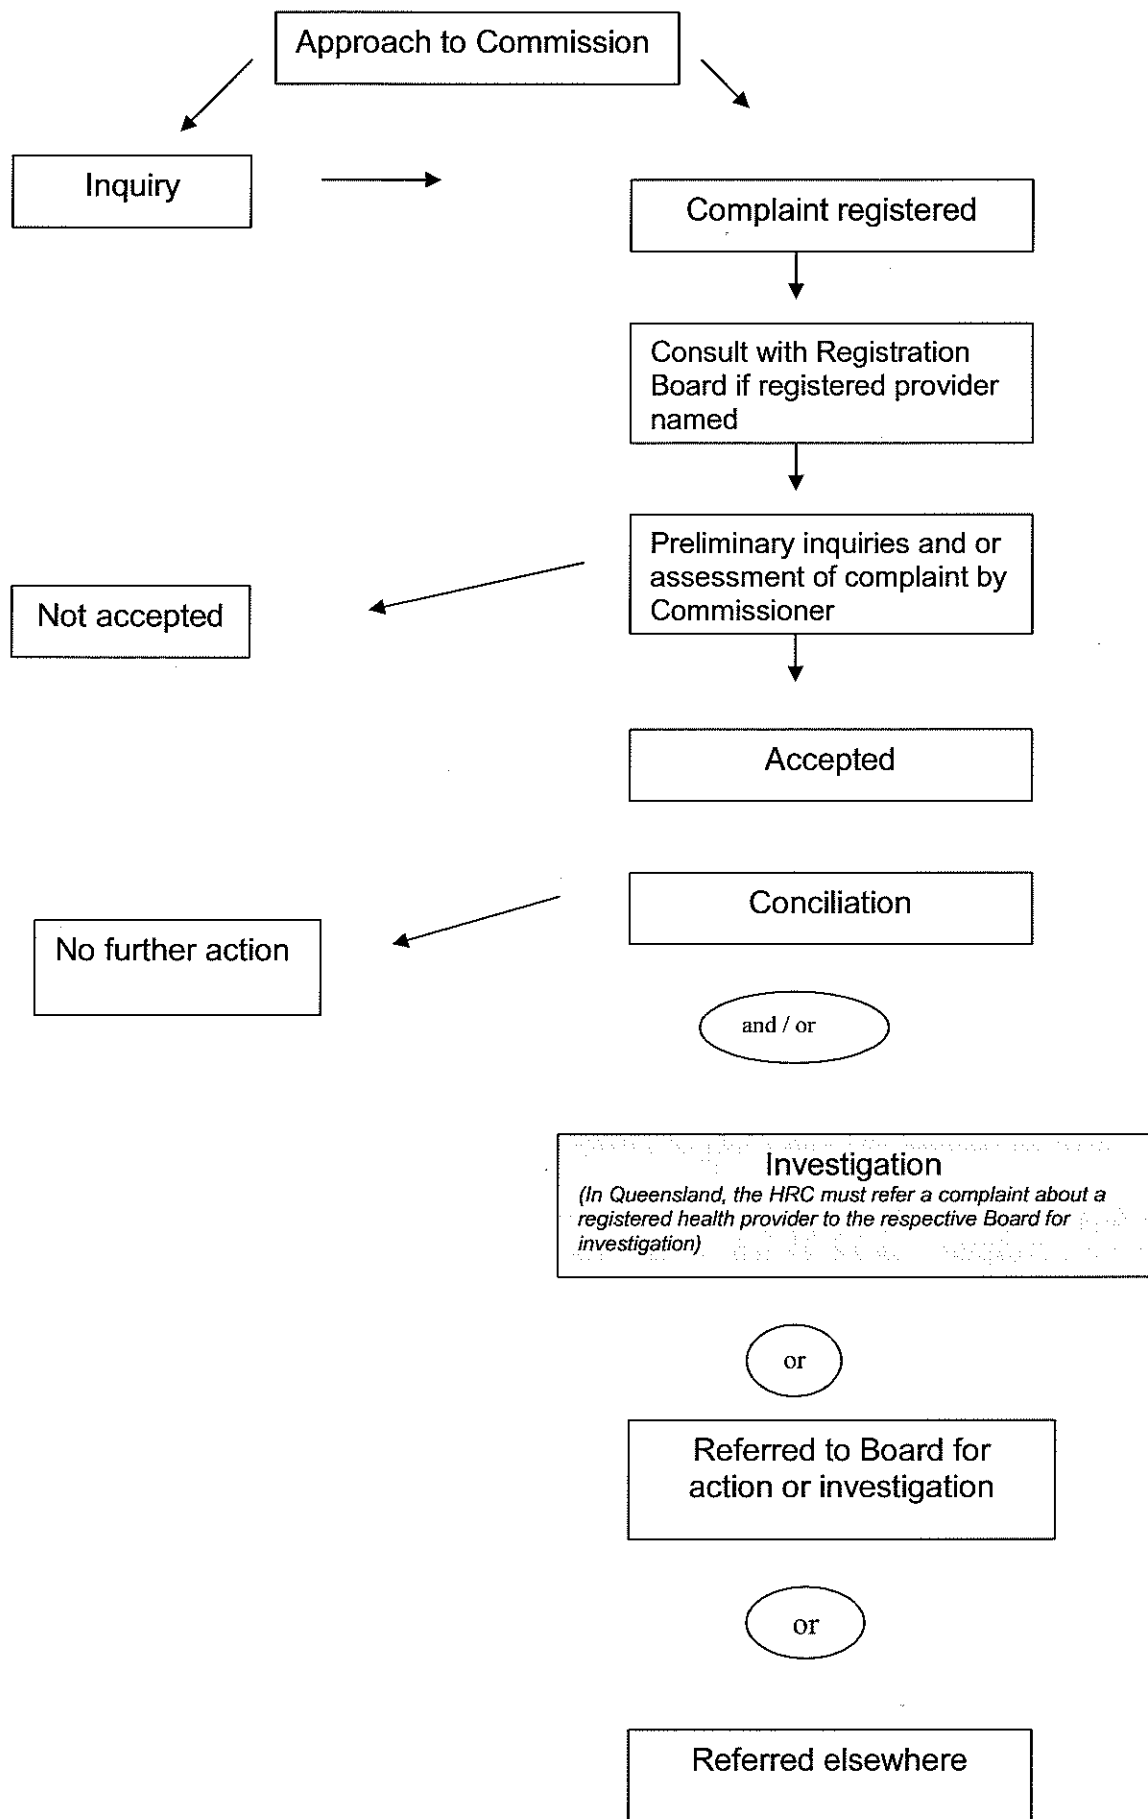 Approach to Commission
Inquiry
Complaint registered
Consult with Registration
Board if registered provider
named
Preliminary inquiries and or
assessment of complaint by
Commissioner
Not accepted
Accepted
Conciliation
No further action
and / or
Investigation
(In Queensland, the HRC must refer a complaint about a
registered health provider to the respective Board for
investigation)
or
Referred to Board for
action or investigation
or
Referred elsewhere